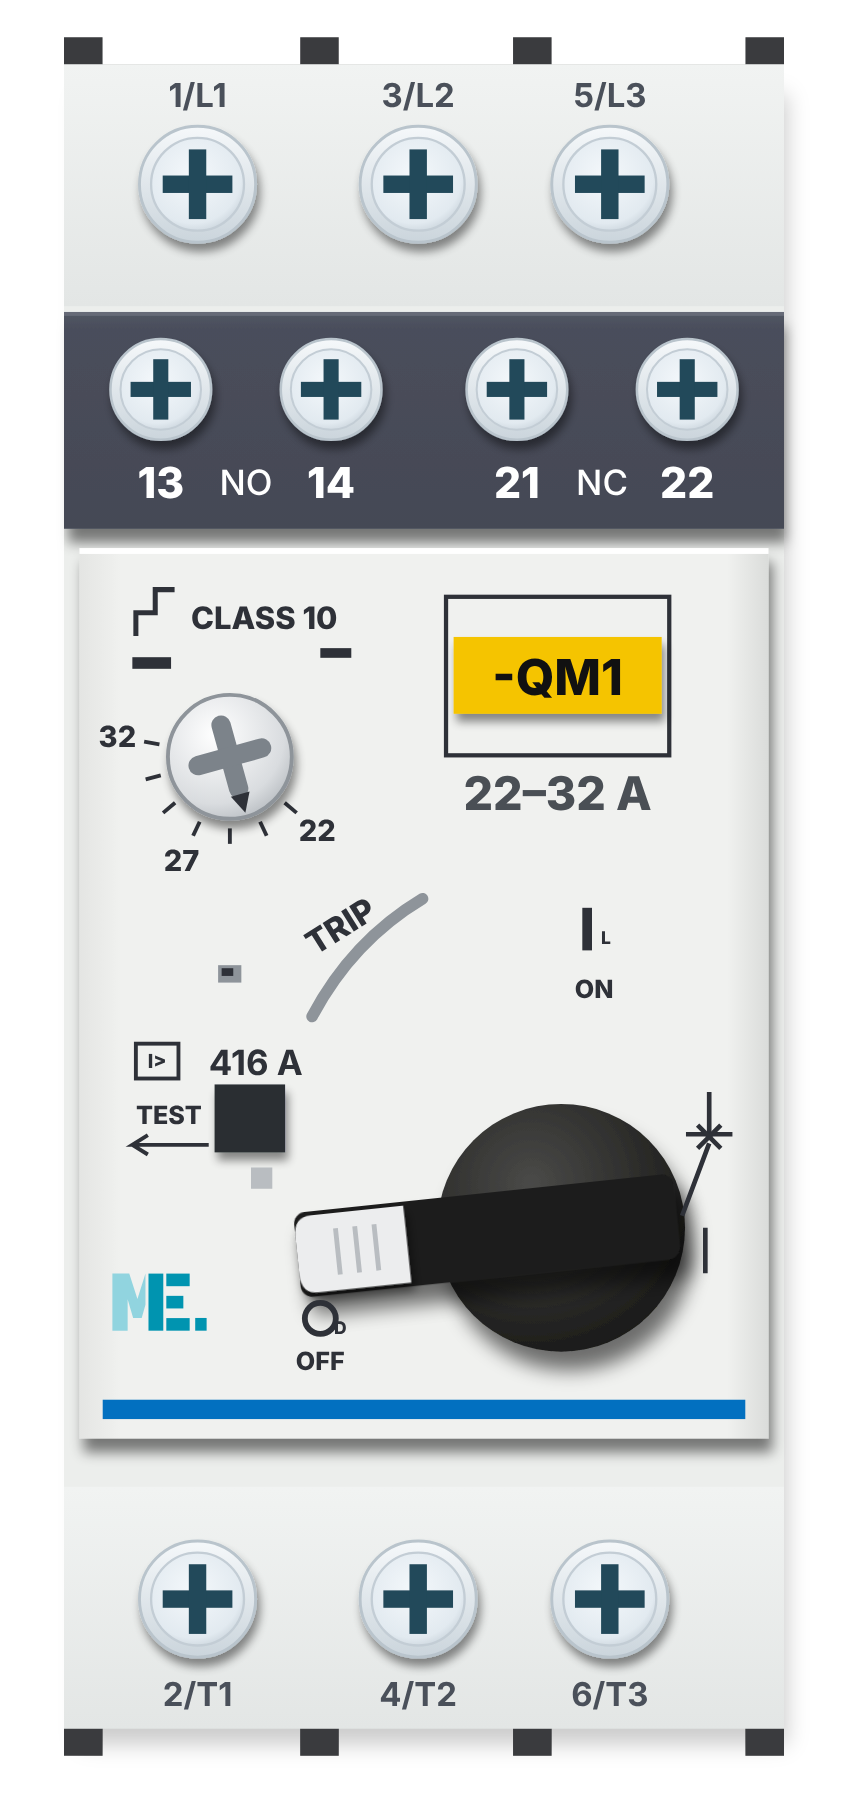 1/L1 3/L2 5/L3
13 NO 14 21 NC 22
CLASS 10
-QM1
32
22–32 A
22
27
TRIP
I L
ON
I> 416 A
TEST
ME.
O D
OFF
2/T1 4/T2 6/T3